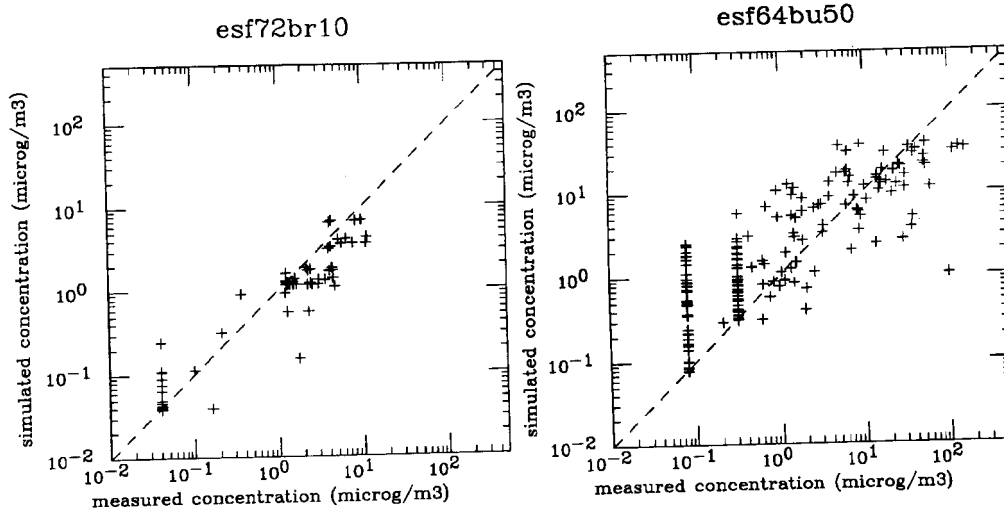 esf72br10
simulated concentration (microg/m3)
10^2
10^1
10^0
10^-1
10^-2
10^-2 10^-1 10^0 10^1 10^2
measured concentration (microg/m3)
esf64bu50
simulated concentration (microg/m3)
10^2
10^1
10^0
10^-1
10^-2
10^-2 10^-1 10^0 10^1 10^2
measured concentration (microg/m3)